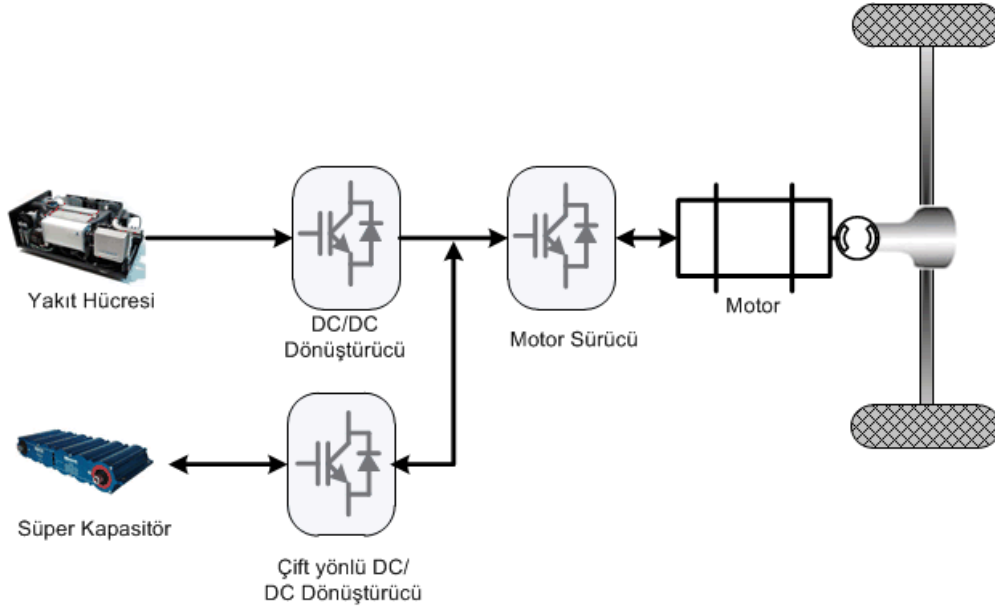 Yakıt Hücresi
DC/DC
Dönüştürücü
Motor Sürücü
Motor
Süper Kapasitör
Çift yönlü DC/
DC Dönüştürücü